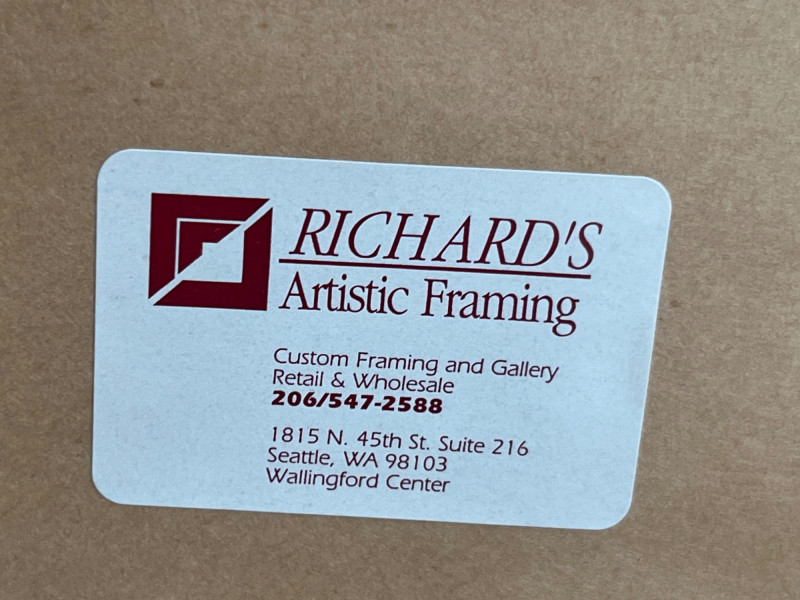 RICHARD'S
Artistic Framing
Custom Framing and Gallery
Retail & Wholesale
206/547-2588
1815 N. 45th St. Suite 216
Seattle, WA 98103
Wallingford Center